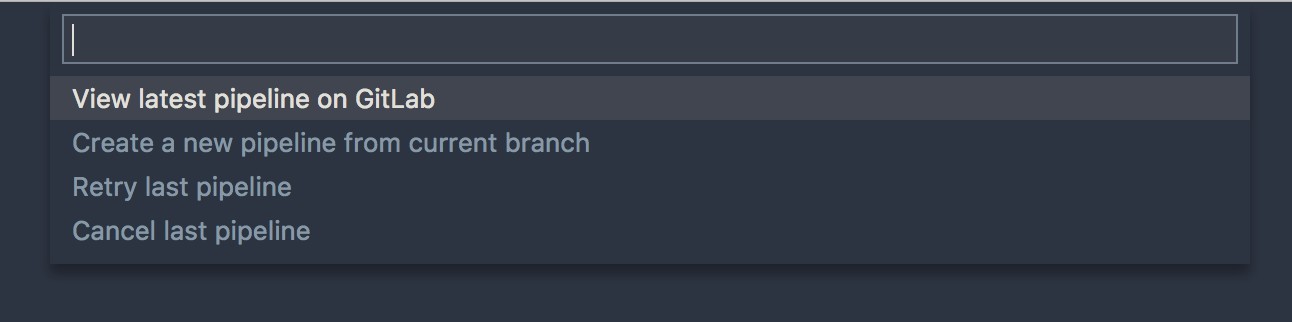 View latest pipeline on GitLab
Create a new pipeline from current branch
Retry last pipeline
Cancel last pipeline